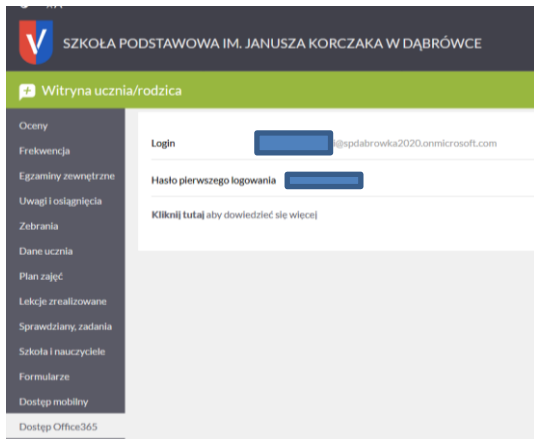 SZKOŁA PODSTAWOWA IM. JANUSZA KORCZAKA W DĄBRÓWCE
Witryna ucznia/rodzica
Oceny
Frekwencja
Egzaminy zewnętrzne
Uwagi i osiągnięcia
Zebrania
Dane ucznia
Plan zajęć
Lekcje zrealizowane
Sprawdziany, zadania
Szkoła i nauczyciele
Formularze
Dostęp mobilny
Dostęp Office365
Login @spdabrowka2020.onmicrosoft.com
Hasło pierwszego logowania
Kliknij tutaj aby dowiedzieć się więcej